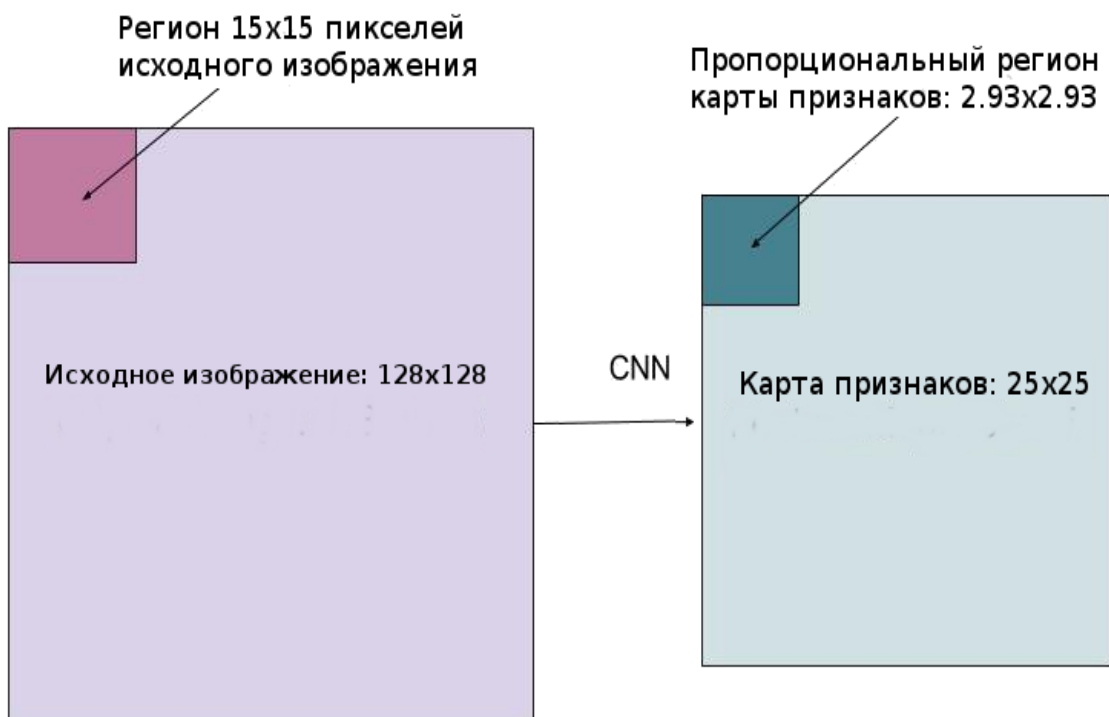 Регион 15x15 пикселей
исходного изображения
Пропорциональный регион
карты признаков: 2.93x2.93
Исходное изображение: 128x128
CNN
Карта признаков: 25x25